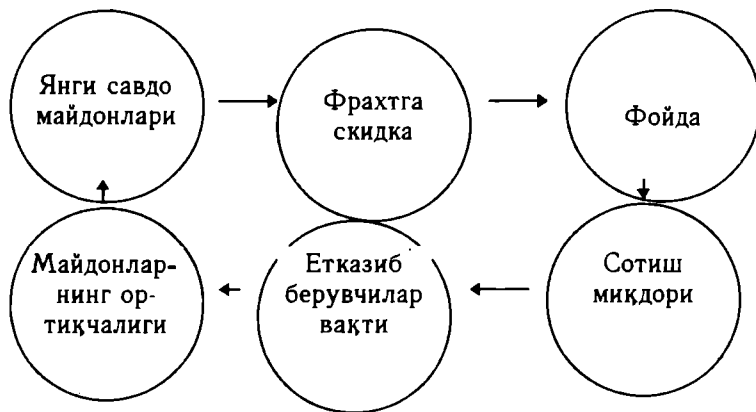 Янги савдо
майдонлари
Фрахтга
скидка
Фойда
Майдонлар-
нинг ор-
тиқчалиги
Етказиб
берувчилар
вақти
Сотиш
миқдори